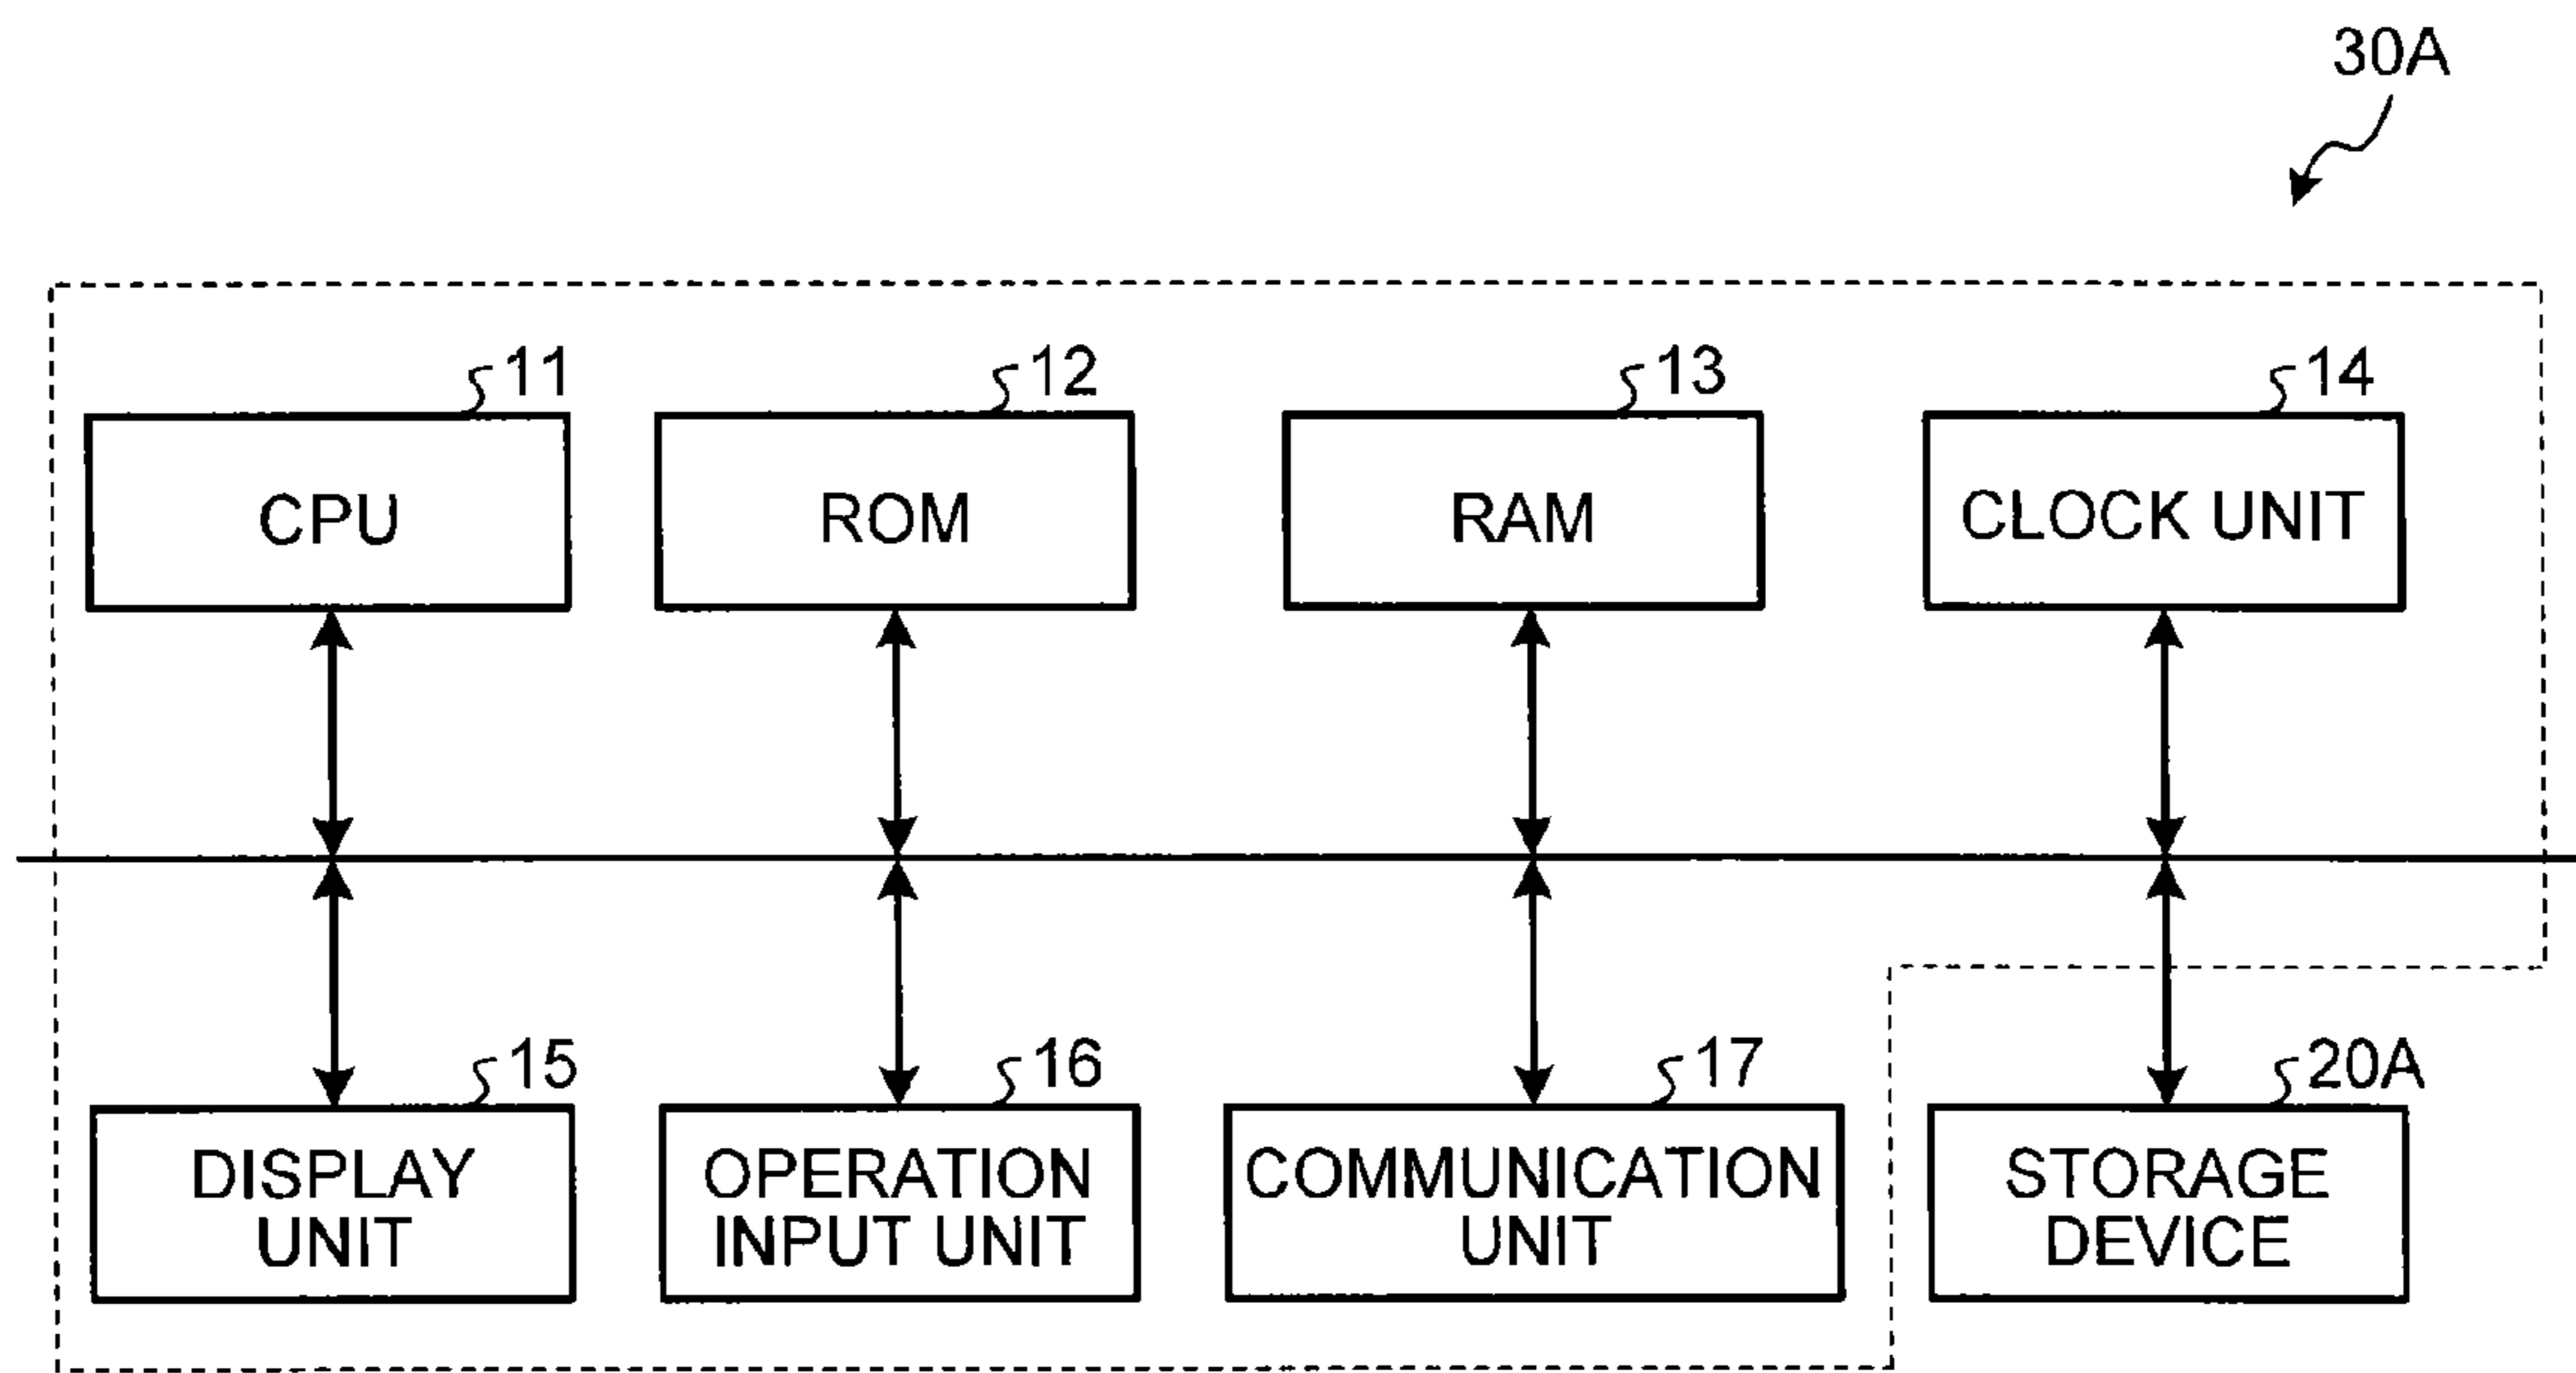 30A
11
12
13
14
CPU
ROM
RAM
CLOCK UNIT
15
16
17
20A
DISPLAY
UNIT
OPERATION
INPUT UNIT
COMMUNICATION
UNIT
STORAGE
DEVICE